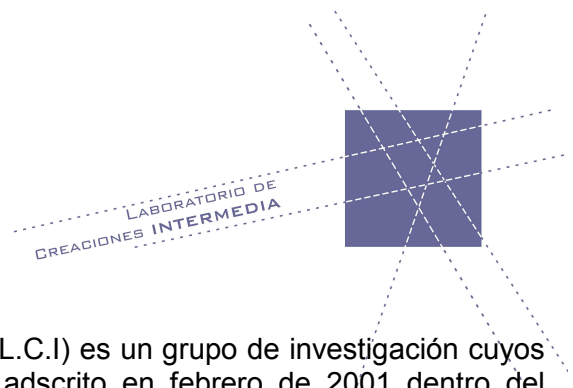 LABORATORIO DE
CREACIONES INTERMEDIA
L.C.I) es un grupo de investigación cuyos
adscrito en febrero de 2001 dentro del